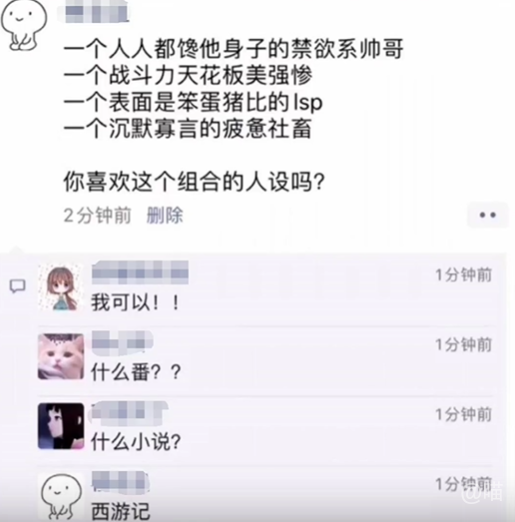 一个人人都馋他身子的禁欲系帅哥
一个战斗力天花板美强惨
一个表面是笨蛋猪比的lsp
一个沉默寡言的疲惫社畜
你喜欢这个组合的人设吗?
2分钟前 删除
1分钟前
我可以！！
1分钟前
什么番？？
1分钟前
什么小说?
1分钟前
西游记
@喵